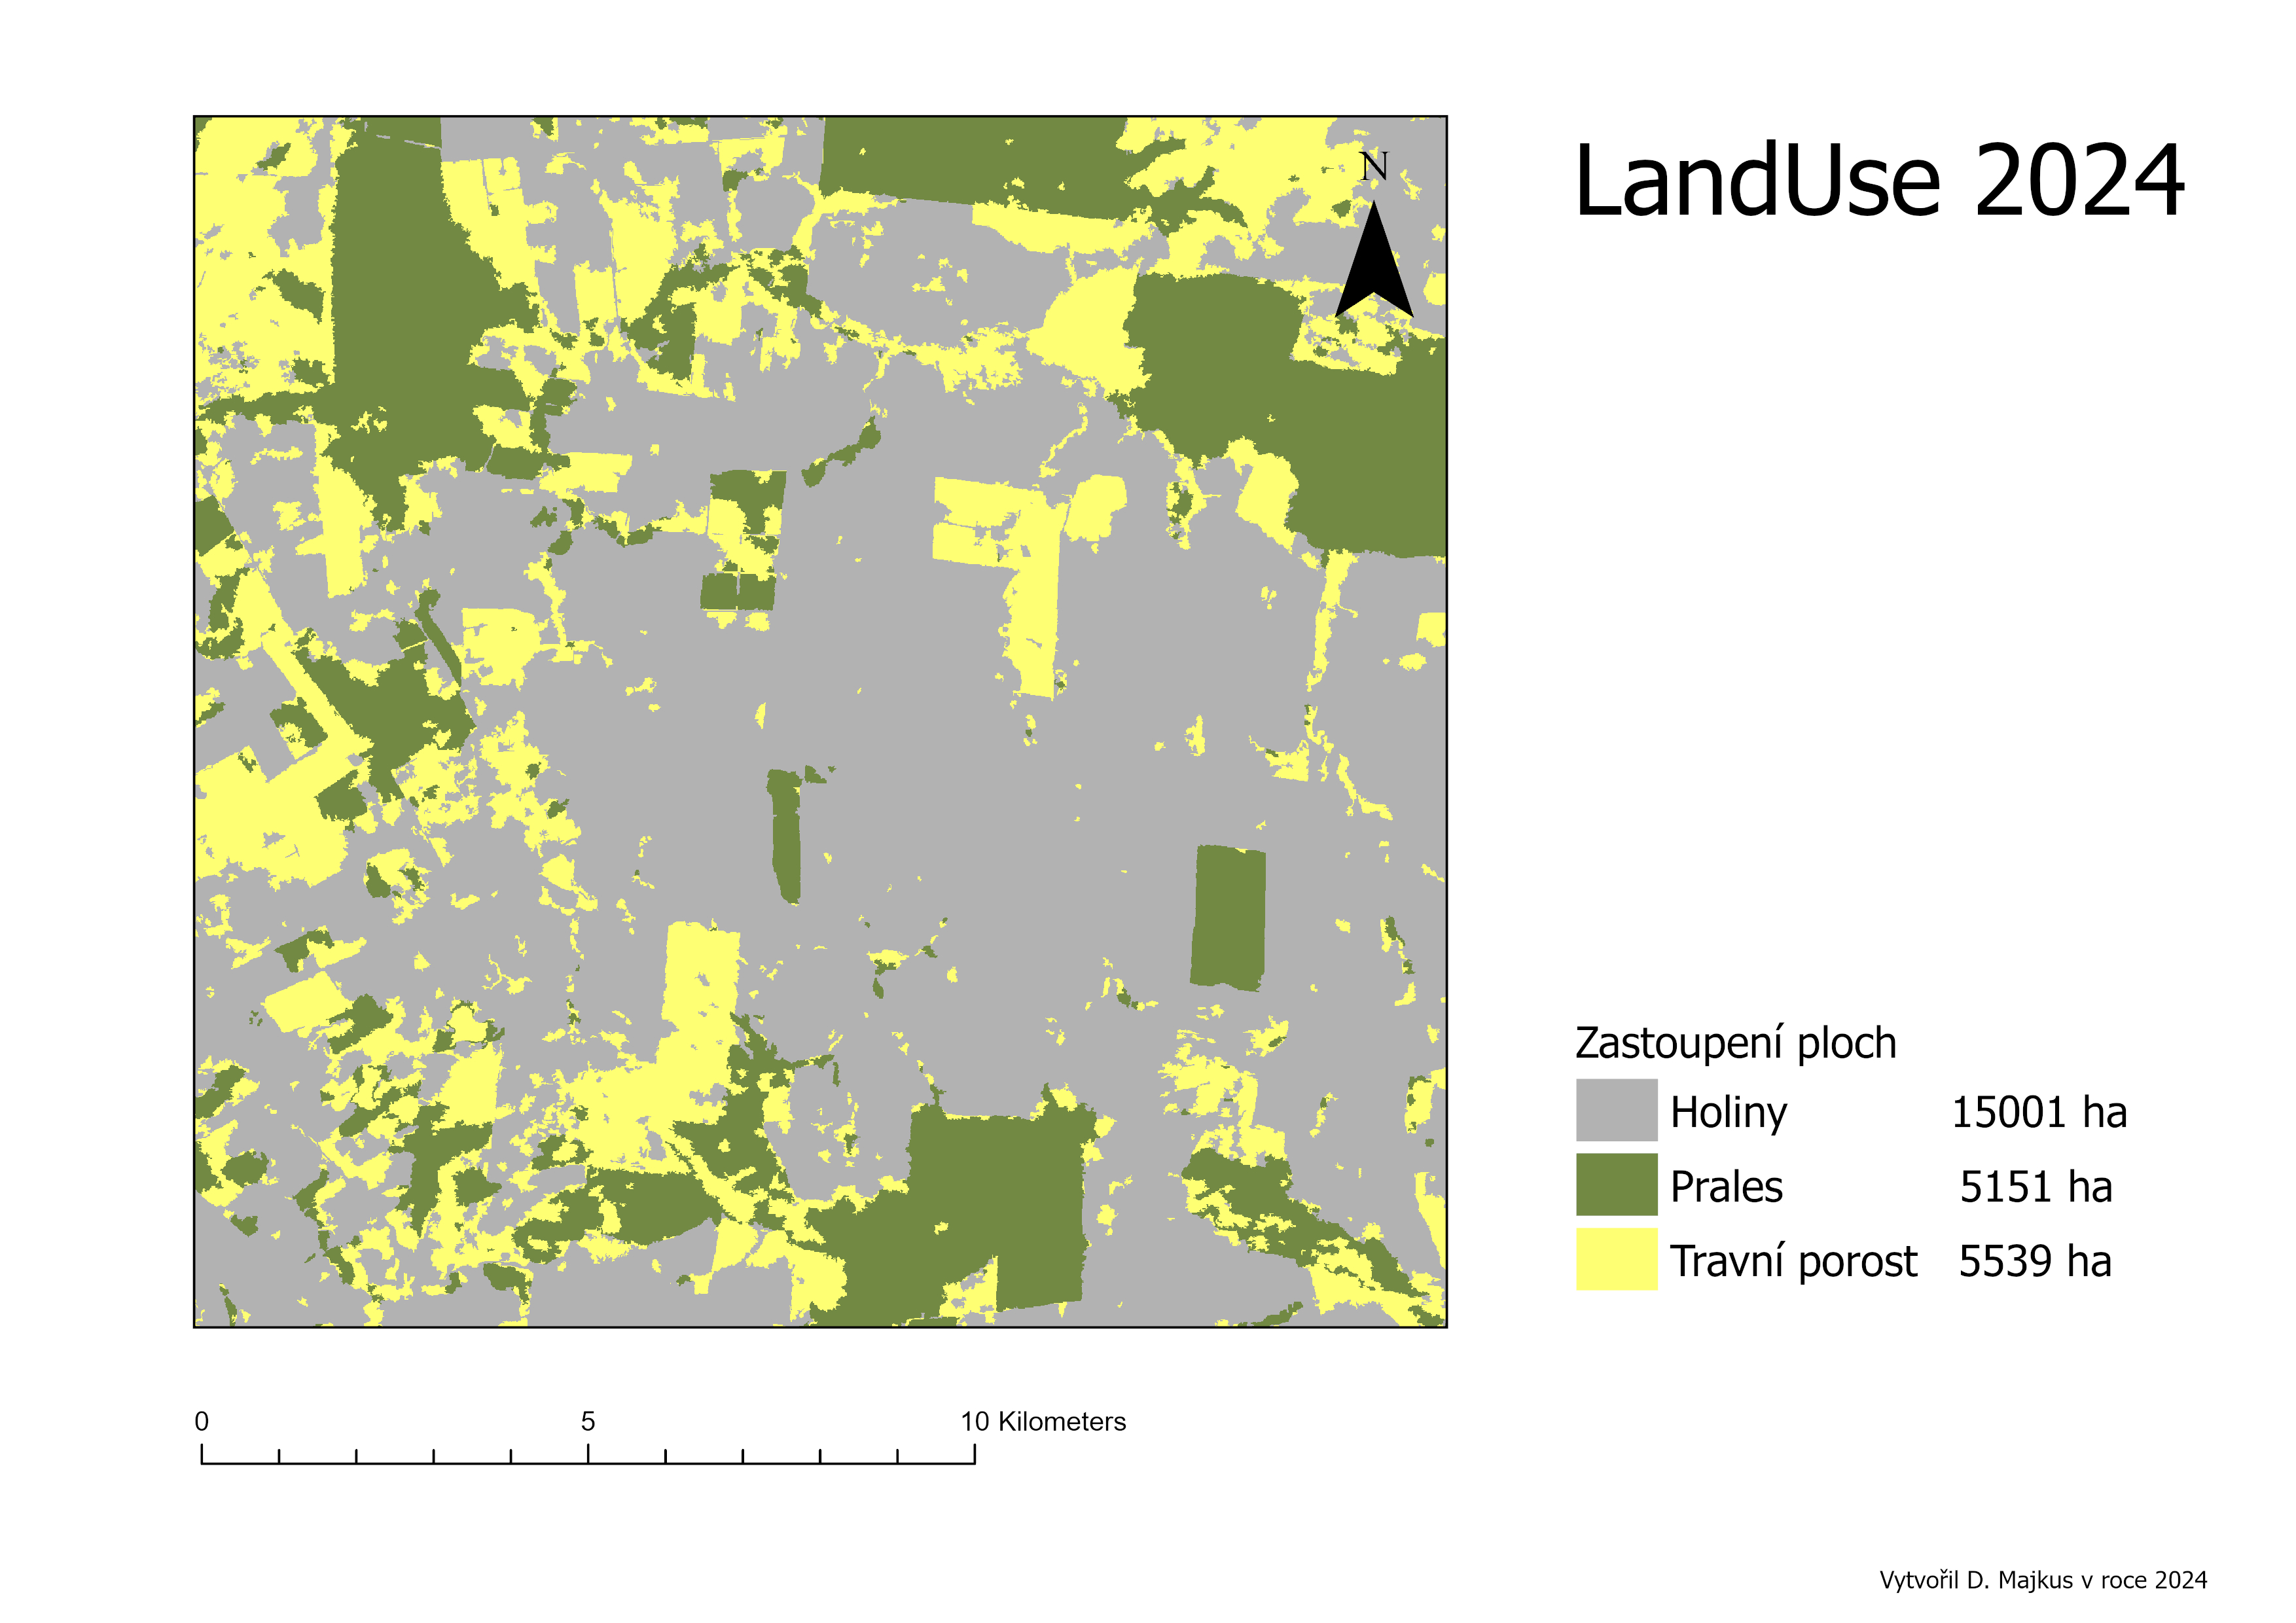 LandUse 2024
N
Zastoupení ploch
Holiny 15001 ha
Prales 5151 ha
Travní porost 5539 ha
0 5 10 Kilometers
Vytvořil D. Majkus v roce 2024